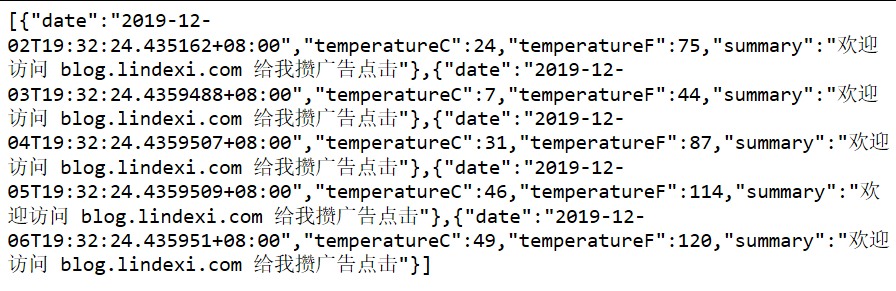 [{"date":"2019-12-
02T19:32:24.435162+08:00","temperatureC":24,"temperatureF":75,"summary":"欢迎
访问 blog.lindexi.com 给我攒广告点击"},{"date":"2019-12-
03T19:32:24.4359488+08:00","temperatureC":7,"temperatureF":44,"summary":"欢迎
访问 blog.lindexi.com 给我攒广告点击"},{"date":"2019-12-
04T19:32:24.4359507+08:00","temperatureC":31,"temperatureF":87,"summary":"欢迎
访问 blog.lindexi.com 给我攒广告点击"},{"date":"2019-12-
05T19:32:24.4359509+08:00","temperatureC":46,"temperatureF":114,"summary":"欢
迎访问 blog.lindexi.com 给我攒广告点击"},{"date":"2019-12-
06T19:32:24.435951+08:00","temperatureC":49,"temperatureF":120,"summary":"欢迎
访问 blog.lindexi.com 给我攒广告点击"}]